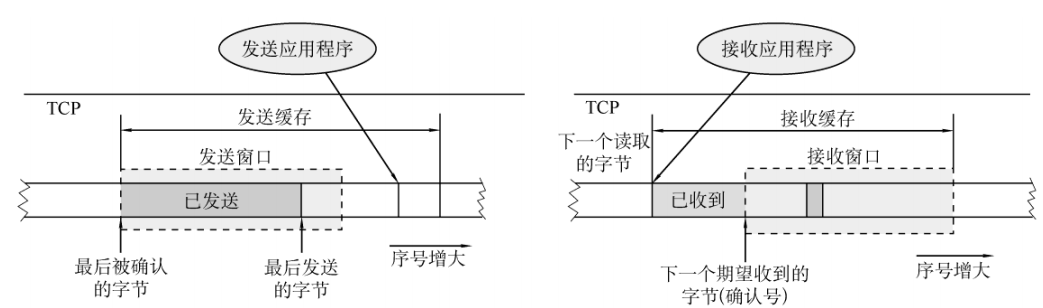 发送应用程序
TCP
发送缓存
发送窗口
已发送
最后被确认
的字节
最后发送
的字节
序号增大
接收应用程序
TCP
接收缓存
下一个读取
的字节
接收窗口
已收到
下一个期望收到的
字节(确认号)
序号增大